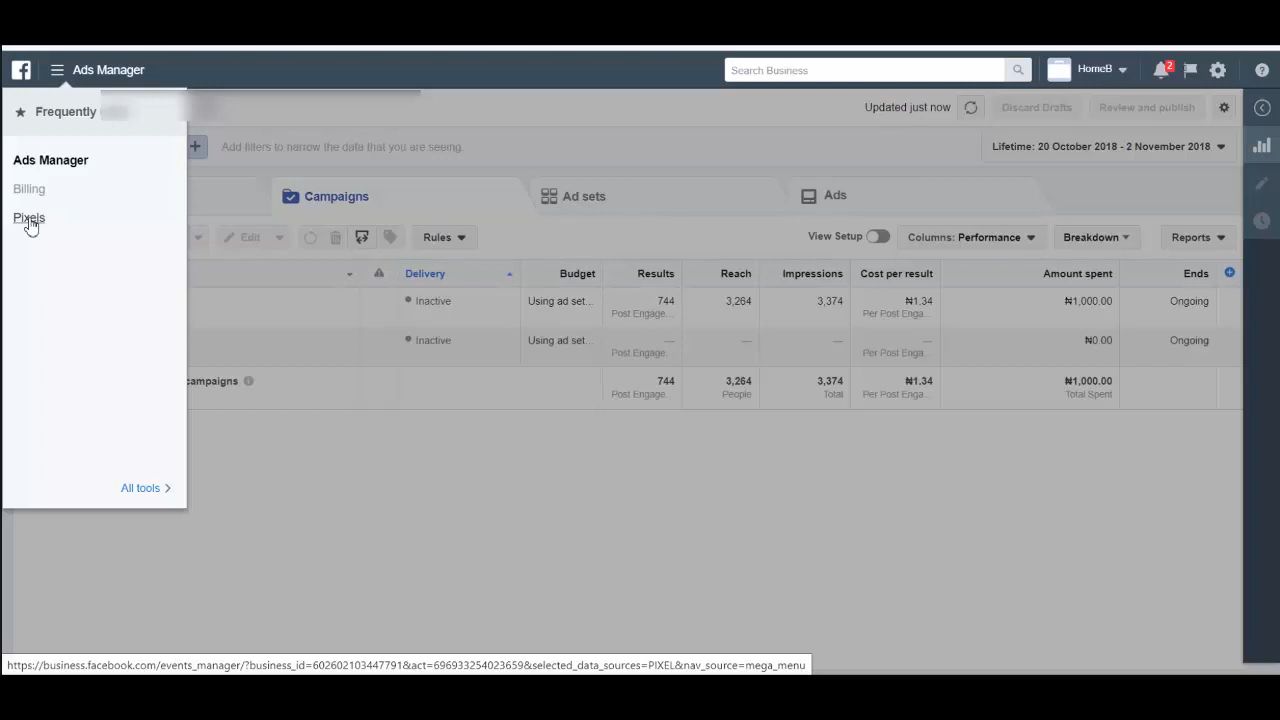 Ads Manager
Search Business
HomeB
2
Frequently
Updated just now
Discard Drafts
Review and publish
Ads Manager
Add filters to narrow the data that you are seeing.
Lifetime: 20 October 2018 - 2 November 2018
Billing
Pixels
Campaigns
Ad sets
Ads
Edit
Rules
View Setup
Columns: Performance
Breakdown
Reports
Delivery
Budget
Results
Reach
Impressions
Cost per result
Amount spent
Ends
Inactive
Using ad set...
744
3,264
3,374
₦1.34
₦1,000.00
Ongoing
Post Engage...
Per Post Enga...
Inactive
Using ad set...
—
—
—
—
₦0.00
Ongoing
Post Engage...
Per Post Enga...
campaigns
744
3,264
3,374
₦1.34
₦1,000.00
Post Engage...
People
Total
Per Post Enga...
Total Spent
All tools
https://business.facebook.com/events_manager/?business_id=602602103447791&act=696933254023659&selected_data_sources=PIXEL&nav_source=mega_menu